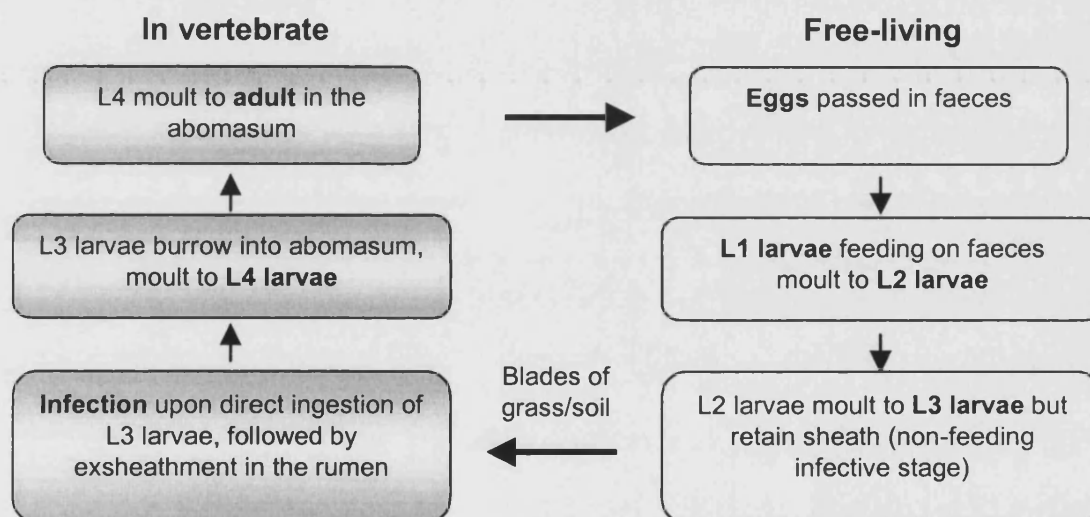 In vertebrate
L4 moult to adult in the
abomasum
L3 larvae burrow into abomasum,
moult to L4 larvae
Infection upon direct ingestion of
L3 larvae, followed by
exsheathment in the rumen
Free-living
Eggs passed in faeces
L1 larvae feeding on faeces
moult to L2 larvae
L2 larvae moult to L3 larvae but
retain sheath (non-feeding
infective stage)
Blades of
grass/soil